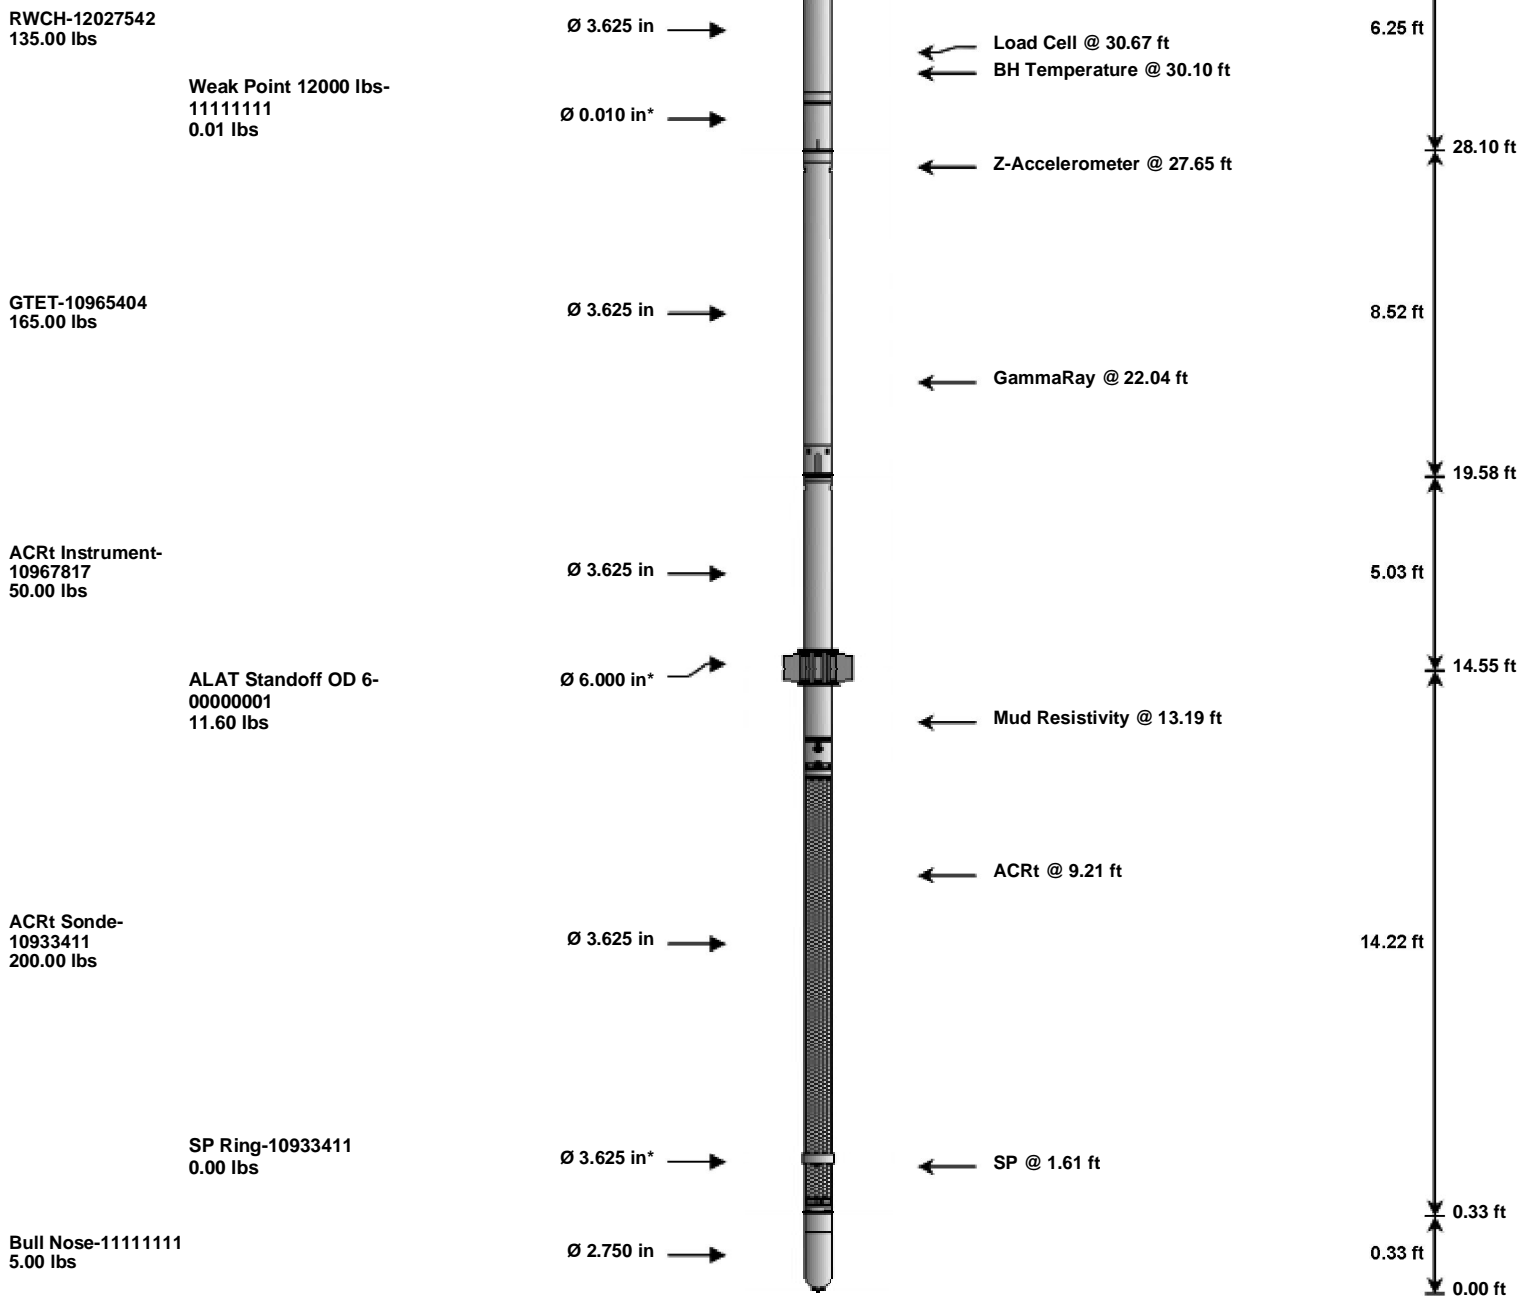 RWCH-12027542
135.00 lbs
Ø 3.625 in
6.25 ft
Load Cell @ 30.67 ft
BH Temperature @ 30.10 ft
Weak Point 12000 lbs-
11111111
0.01 lbs
Ø 0.010 in*
28.10 ft
Z-Accelerometer @ 27.65 ft
GTET-10965404
165.00 lbs
Ø 3.625 in
8.52 ft
GammaRay @ 22.04 ft
19.58 ft
ACRt Instrument-
10967817
50.00 lbs
Ø 3.625 in
5.03 ft
ALAT Standoff OD 6-
00000001
11.60 lbs
Ø 6.000 in*
14.55 ft
Mud Resistivity @ 13.19 ft
ACRt @ 9.21 ft
ACRt Sonde-
10933411
200.00 lbs
Ø 3.625 in
14.22 ft
SP Ring-10933411
0.00 lbs
Ø 3.625 in*
SP @ 1.61 ft
0.33 ft
Bull Nose-11111111
5.00 lbs
Ø 2.750 in
0.33 ft
0.00 ft